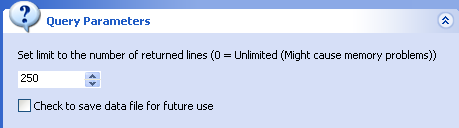 Query Parameters
Set limit to the number of returned lines (0 = Unlimited (Might cause memory problems))
250
Check to save data file for future use